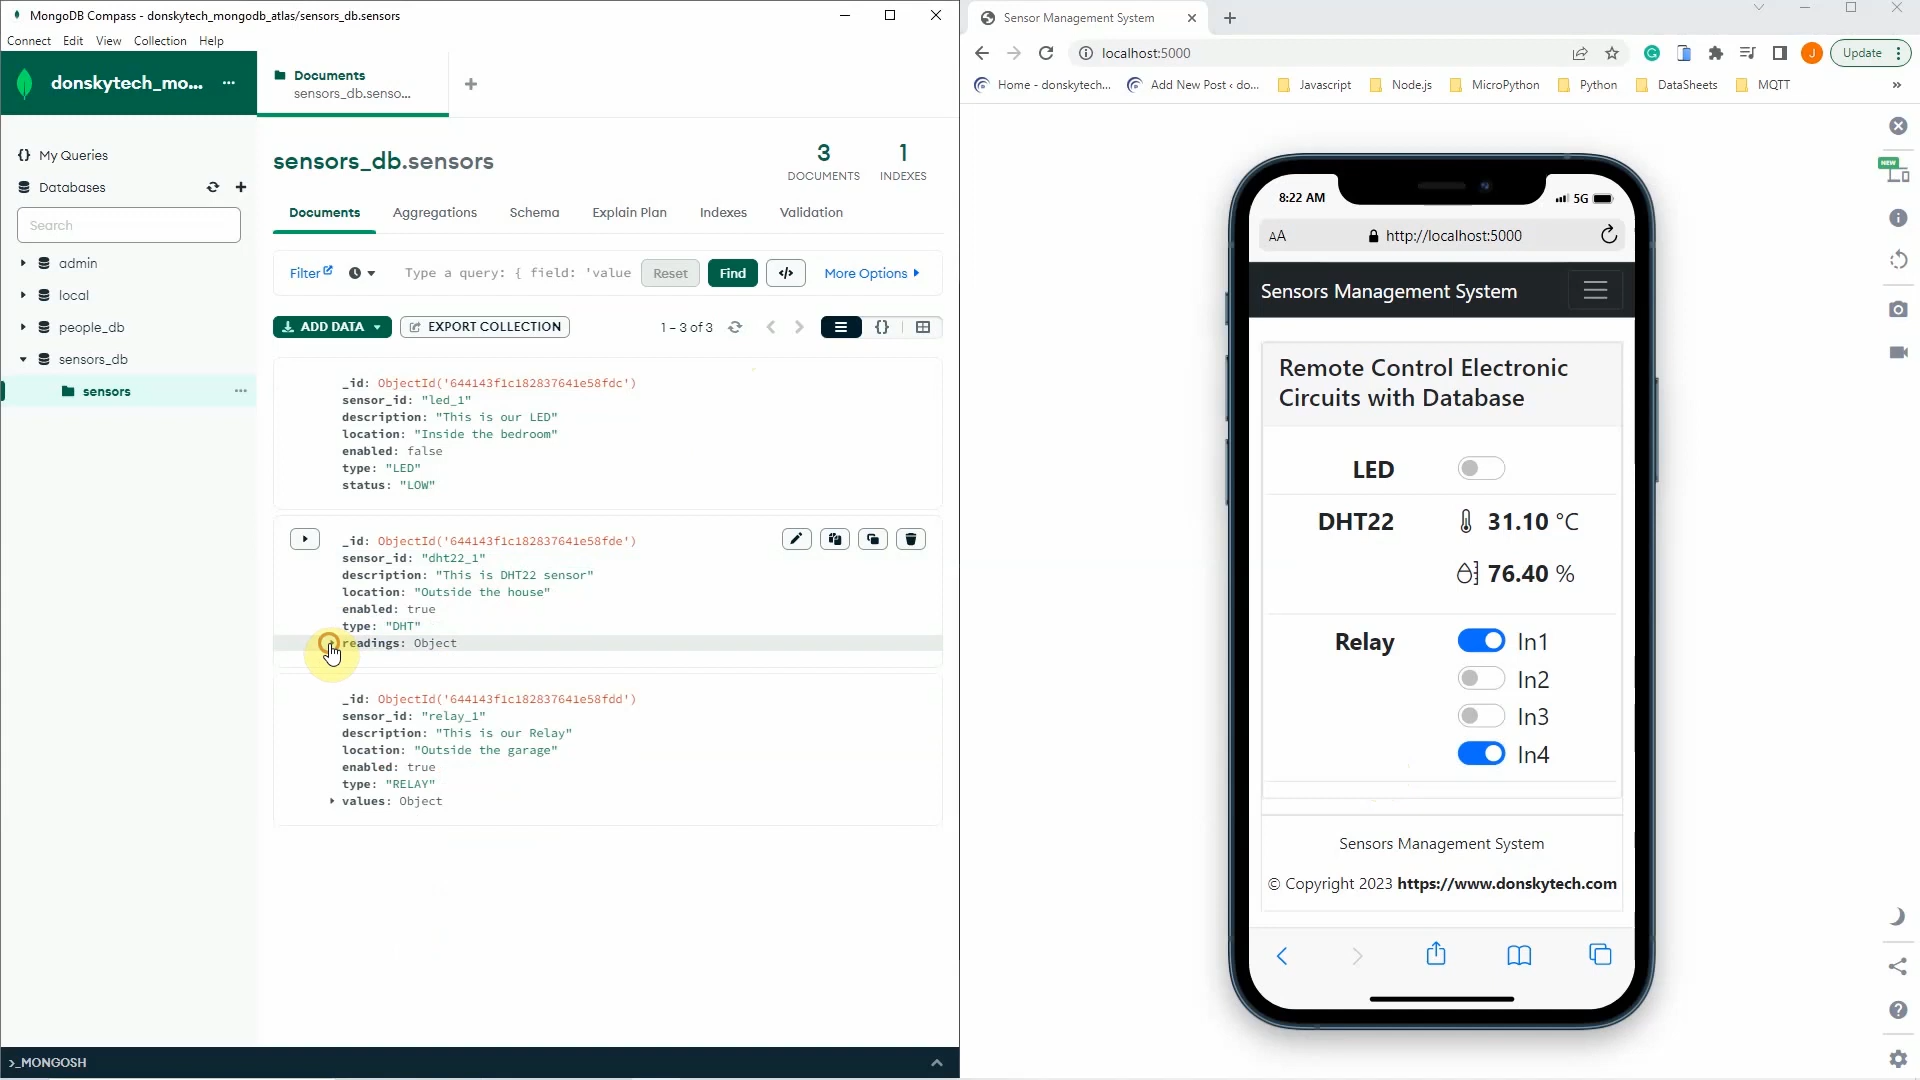 MongoDB Compass - donskytech_mongodb_atlas/sensors_db.sensors
Connect Edit View Collection Help
donskytech_mo...
Documents
sensors_db.senso...
My Queries
Databases
Search
admin
local
people_db
sensors_db
sensors
sensors_db.sensors
3
DOCUMENTS
1
INDEXES
Documents Aggregations Schema Explain Plan Indexes Validation
Filter
Type a query: { field: 'value
Reset
Find
</>
More Options
ADD DATA
EXPORT COLLECTION
1 – 3 of 3
{}
_id: ObjectId('644143f1c182837641e58fdc')
sensor_id: "led_1"
description: "This is our LED"
location: "Inside the bedroom"
enabled: false
type: "LED"
status: "LOW"
_id: ObjectId('644143f1c182837641e58fde')
sensor_id: "dht22_1"
description: "This is DHT22 sensor"
location: "Outside the house"
enabled: true
type: "DHT"
readings: Object
_id: ObjectId('644143f1c182837641e58fdd')
sensor_id: "relay_1"
description: "This is our Relay"
location: "Outside the garage"
enabled: true
type: "RELAY"
values: Object
>_MONGOSH
Sensor Management System
localhost:5000
J
Update
Home - donskytech... Add New Post ‹ do... Javascript Node.js MicroPython Python DataSheets MQTT »
NEW
8:22 AM
5G
AA
http://localhost:5000
Sensors Management System
Remote Control Electronic
Circuits with Database
LED
DHT22
31.10 °C
76.40 %
Relay
In1
In2
In3
In4
Sensors Management System
© Copyright 2023 https://www.donskytech.com